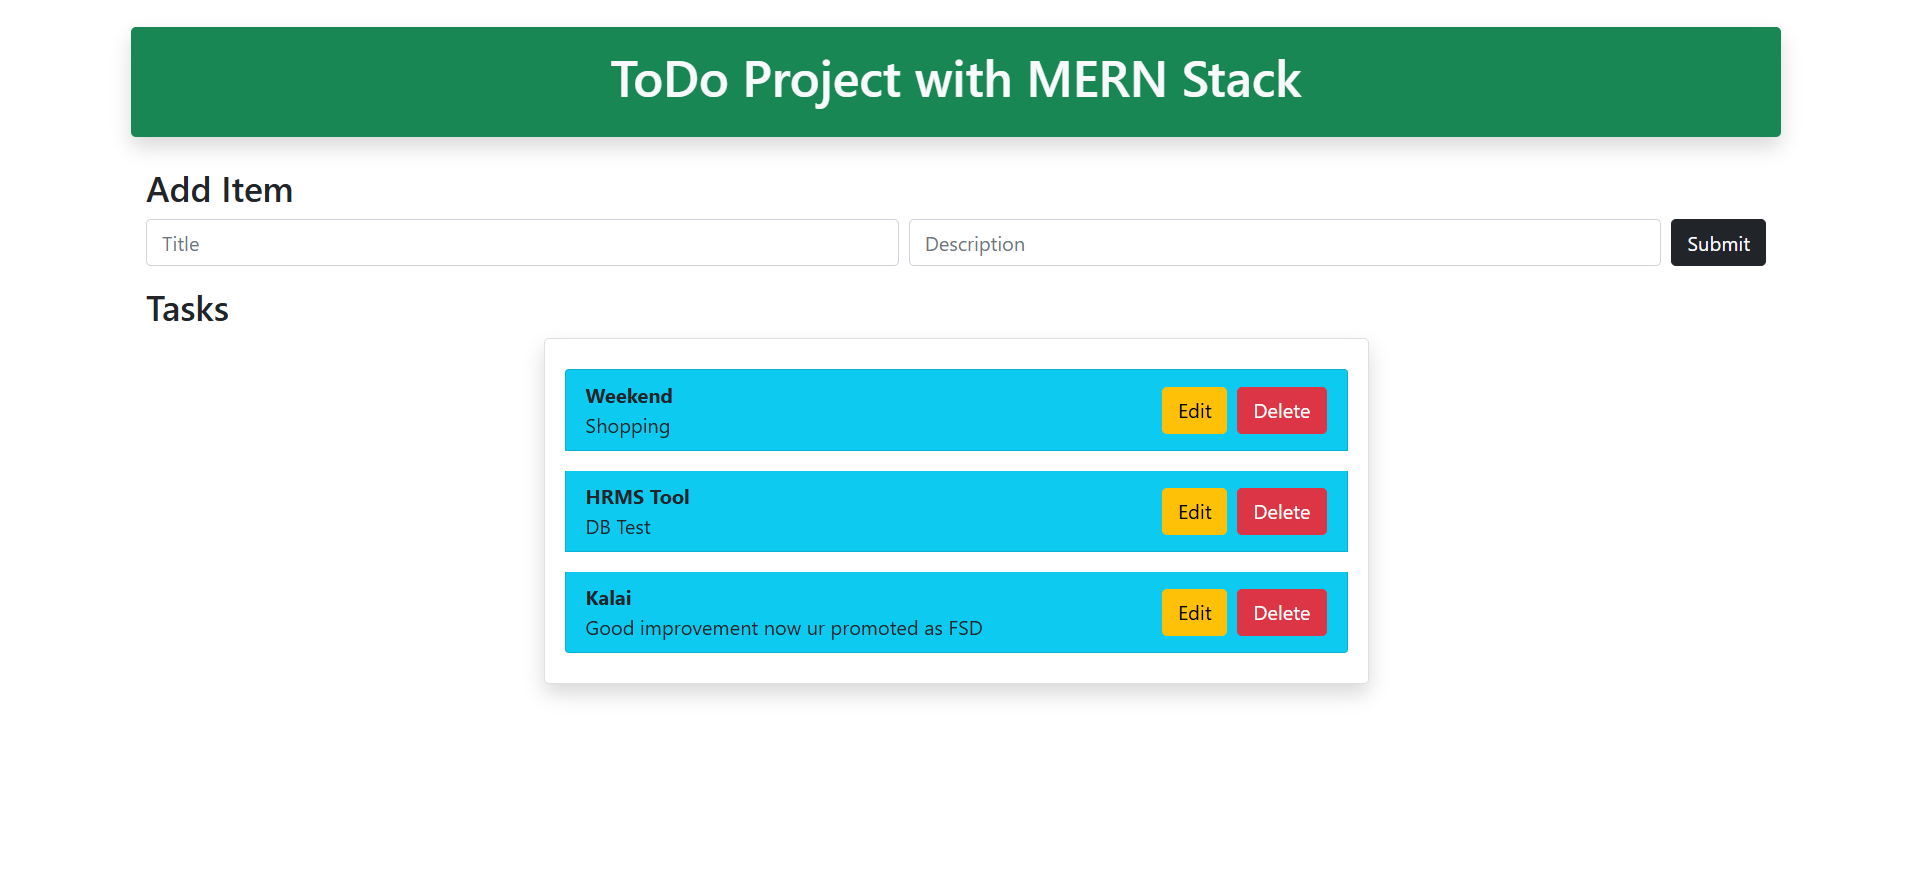 ToDo Project with MERN Stack
Add Item
Title Description Submit
Tasks
Weekend
Shopping
Edit Delete
HRMS Tool
DB Test
Edit Delete
Kalai
Good improvement now ur promoted as FSD
Edit Delete